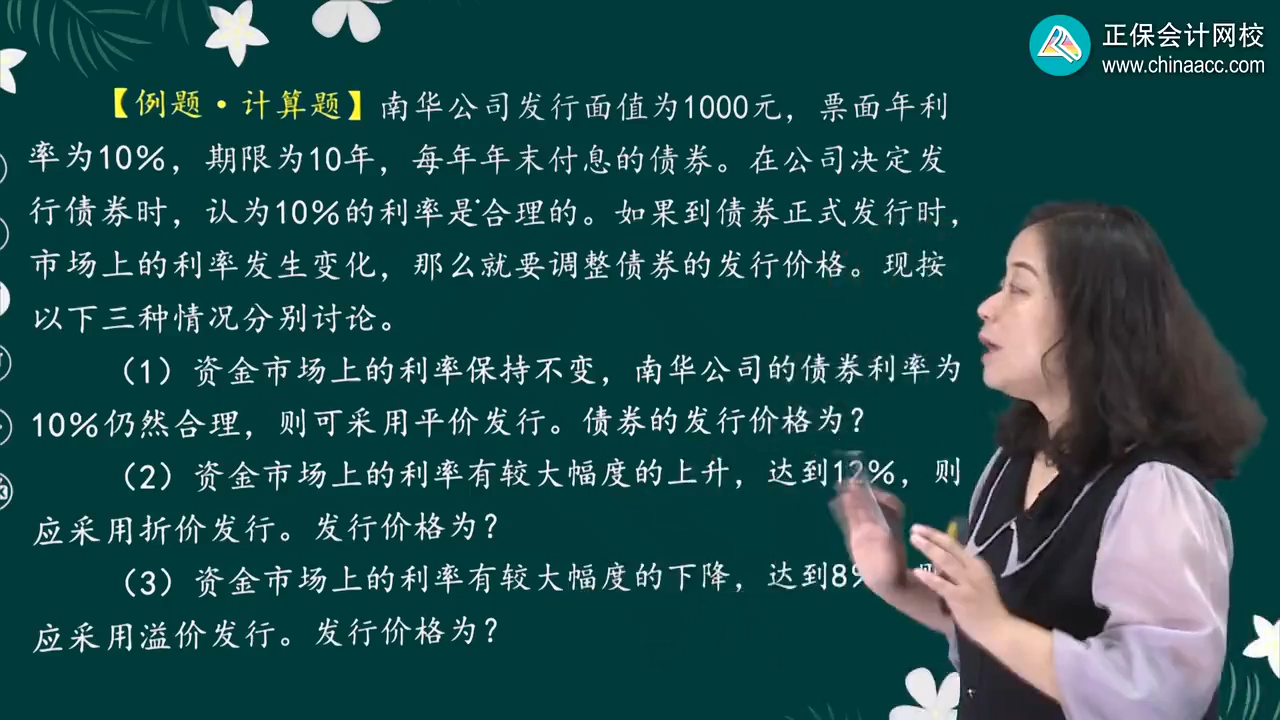 正保会计网校
www.chinaacc.com
【例题·计算题】南华公司发行面值为1000元，票面年利
率为10%，期限为10年，每年年末付息的债券。在公司决定发
行债券时，认为10%的利率是合理的。如果到债券正式发行时，
市场上的利率发生变化，那么就要调整债券的发行价格。现按
以下三种情况分别讨论。
（1）资金市场上的利率保持不变，南华公司的债券利率为
10%仍然合理，则可采用平价发行。债券的发行价格为？
（2）资金市场上的利率有较大幅度的上升，达到12%，则
应采用折价发行。发行价格为？
（3）资金市场上的利率有较大幅度的下降，达到8%
应采用溢价发行。发行价格为？